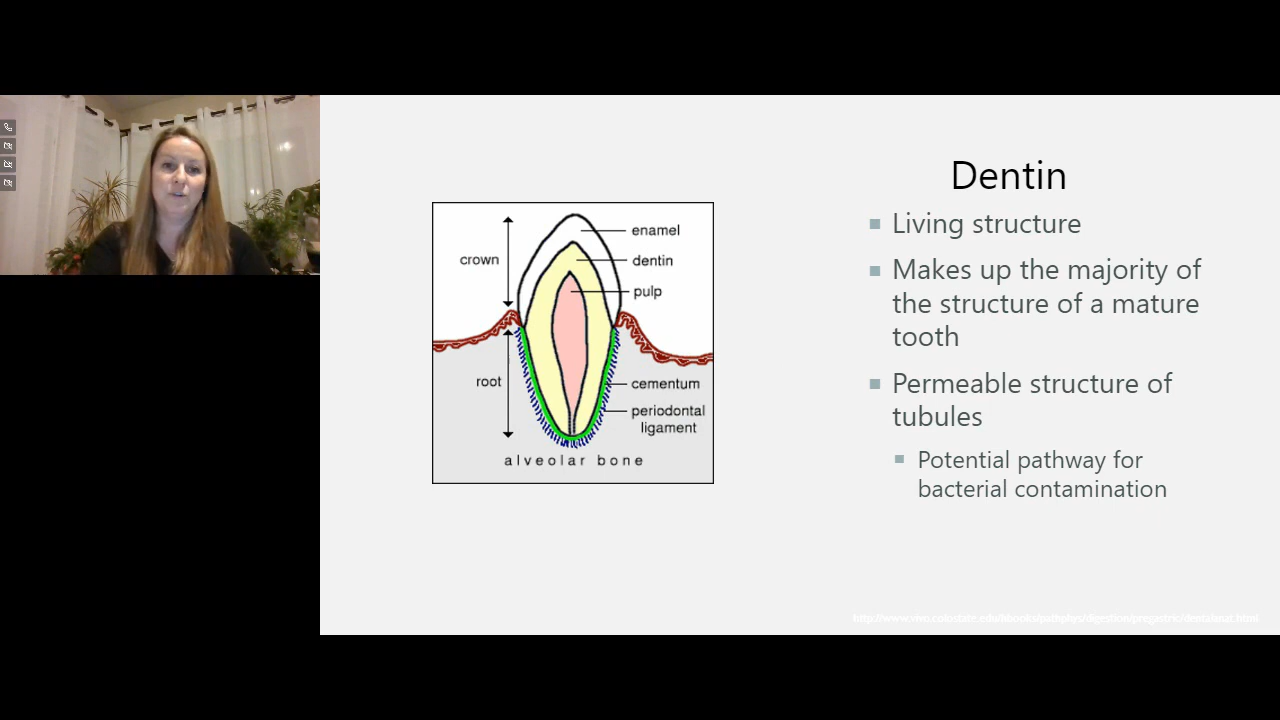 Dentin
Living structure
Makes up the majority of
the structure of a mature
tooth
Permeable structure of
tubules
Potential pathway for
bacterial contamination
enamel
crown
dentin
pulp
root
cementum
periodontal
ligament
alveolar bone